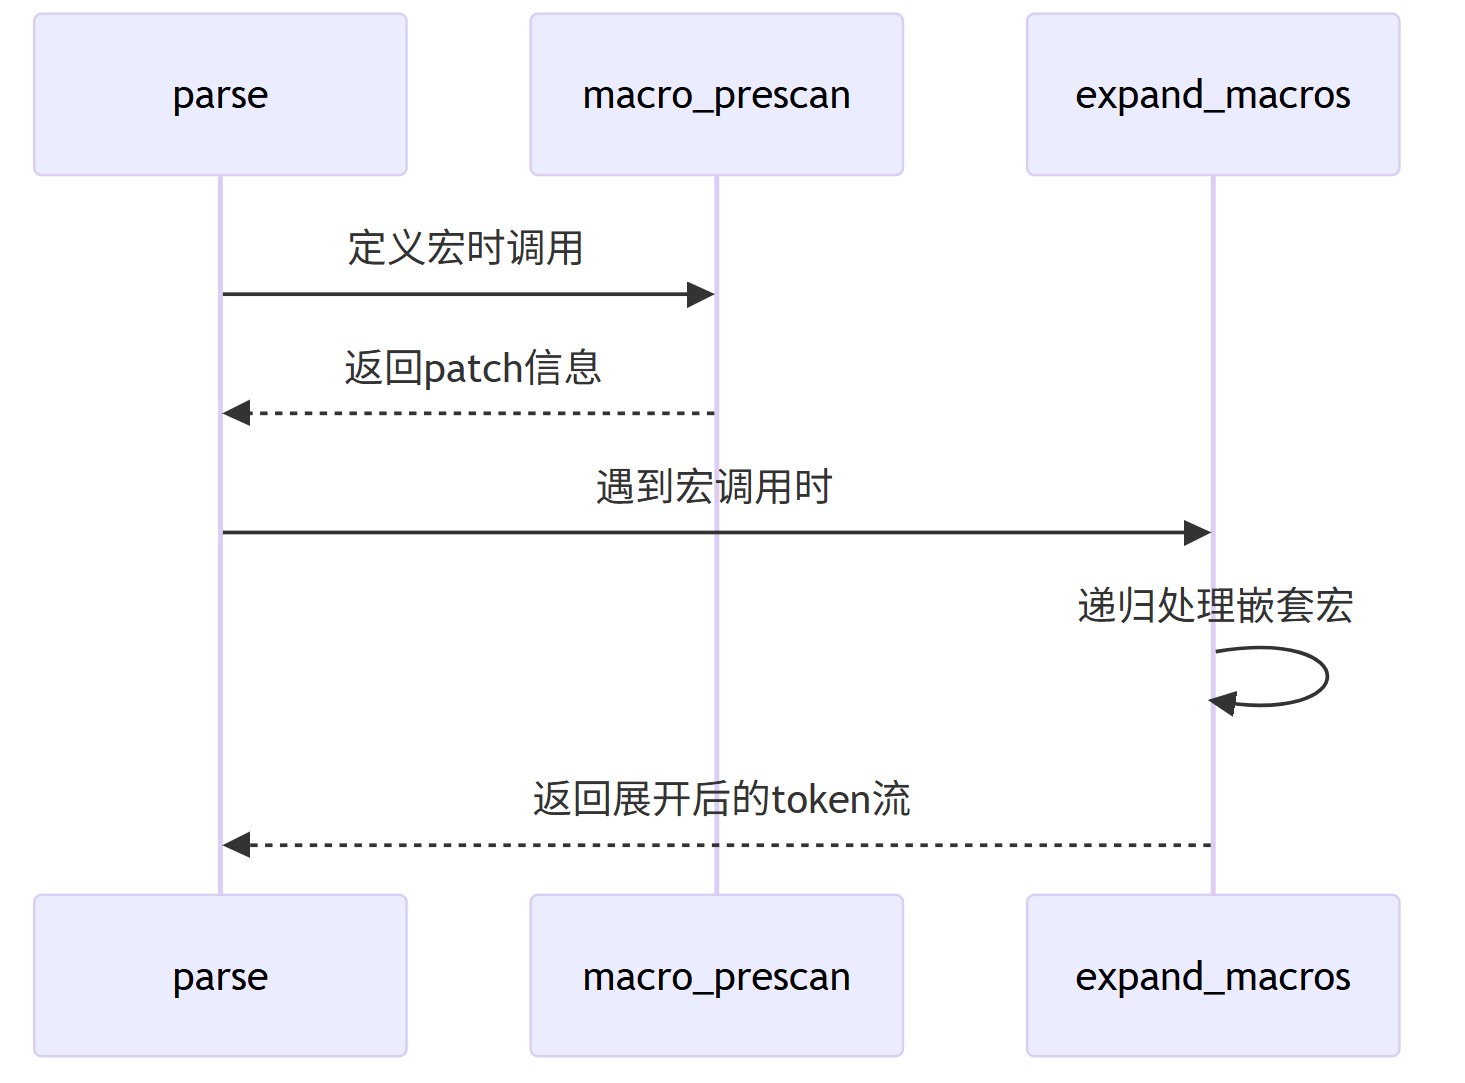 parse
macro_prescan
expand_macros
定义宏时调用
返回patch信息
遇到宏调用时
递归处理嵌套宏
返回展开后的token流
parse
macro_prescan
expand_macros